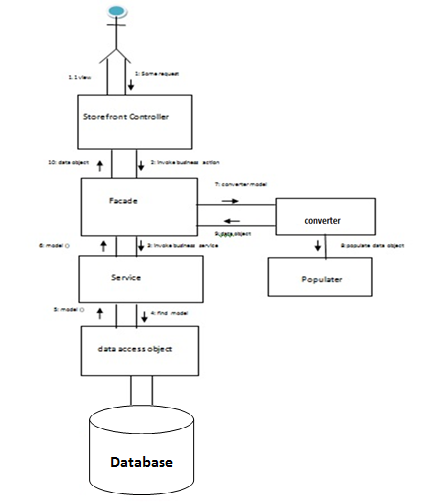 1. 1 view
1: Some request
Storefront Controller
10: data object
2: Invoke business action
7: converter model
Facade
converter
9: data object
6: model ()
3: Invoke business service
8:populate data object
Service
Populater
5: model ()
4: find model
data access object
Database